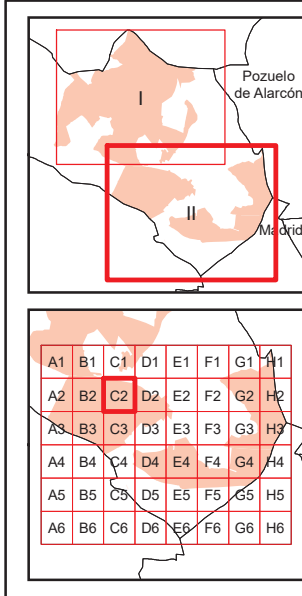 I
Pozuelo
de Alarcón
II
Madrid
A1 B1 C1 D1 E1 F1 G1 H1
A2 B2 C2 D2 E2 F2 G2 H2
A3 B3 C3 D3 E3 F3 G3 H3
A4 B4 C4 D4 E4 F4 G4 H4
A5 B5 C5 D5 E5 F5 G5 H5
A6 B6 C6 D6 E6 F6 G6 H6